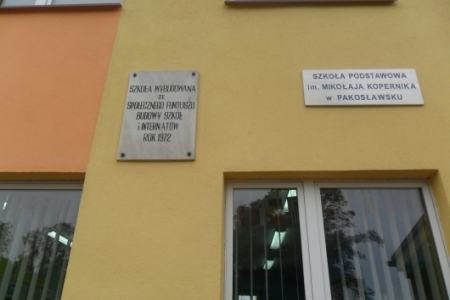 SZKOŁA WYBUDOWANA
ZE
SPOŁECZNEGO FUNDUSZU
BUDOWY SZKÓŁ
I INTERNATÓW
ROK 1972
SZKOŁA PODSTAWOWA
im. MIKOŁAJA KOPERNIKA
w PAKOSŁAWSKU